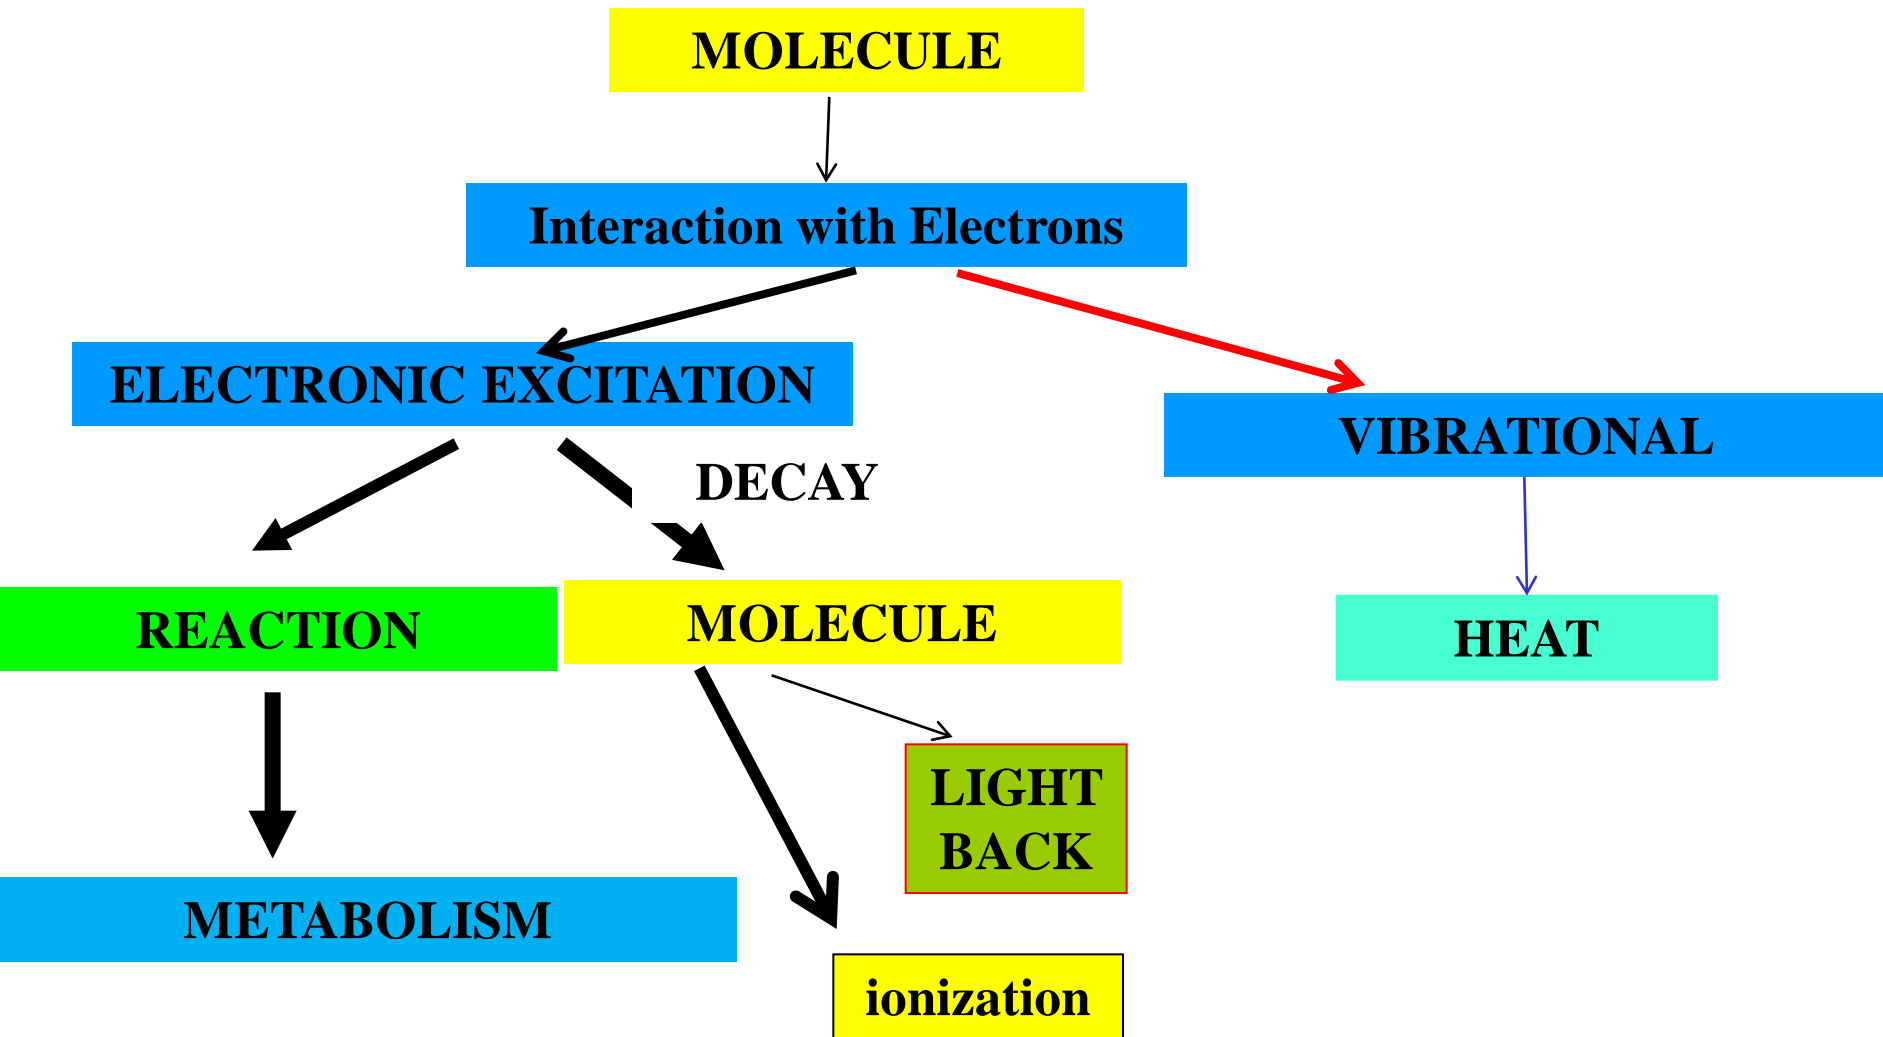 MOLECULE
Interaction with Electrons
ELECTRONIC EXCITATION
VIBRATIONAL
DECAY
REACTION
MOLECULE
HEAT
LIGHT
BACK
METABOLISM
ionization